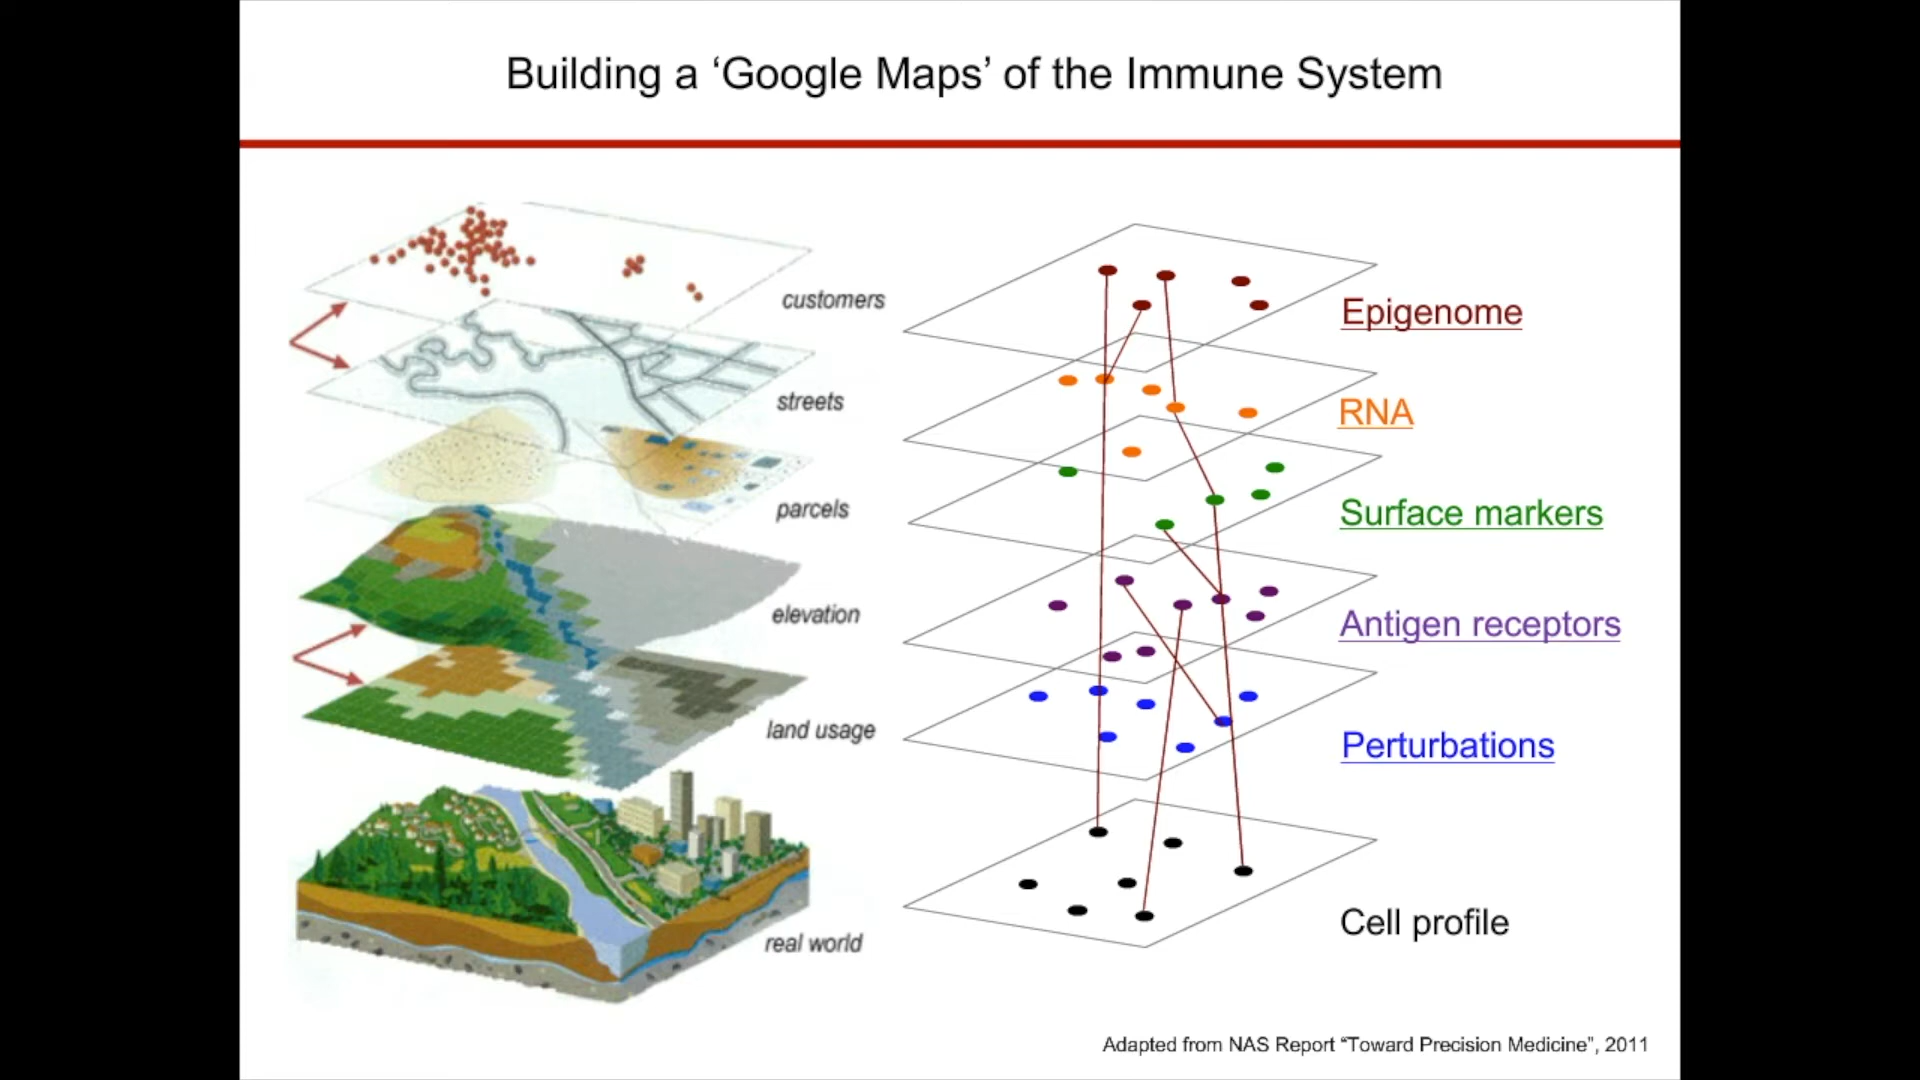 Building a ‘Google Maps’ of the Immune System
customers
streets
parcels
elevation
land usage
real world
Epigenome
RNA
Surface markers
Antigen receptors
Perturbations
Cell profile
Adapted from NAS Report “Toward Precision Medicine”, 2011